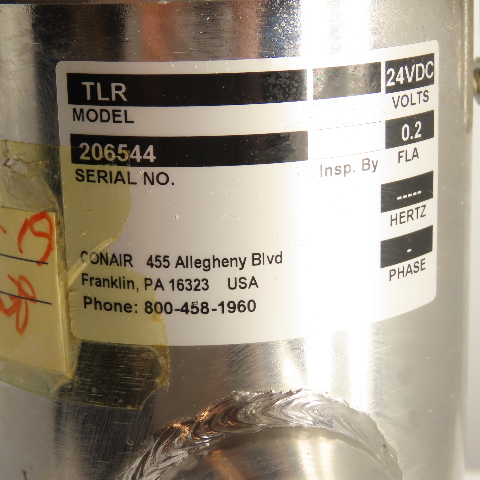 TLR
24VDC
MODEL
VOLTS
206544
0.2
SERIAL NO.
Insp. By
FLA
-----
HERTZ
-
PHASE
CONAIR 455 Allegheny Blvd
Franklin, PA 16323 USA
Phone: 800-458-1960